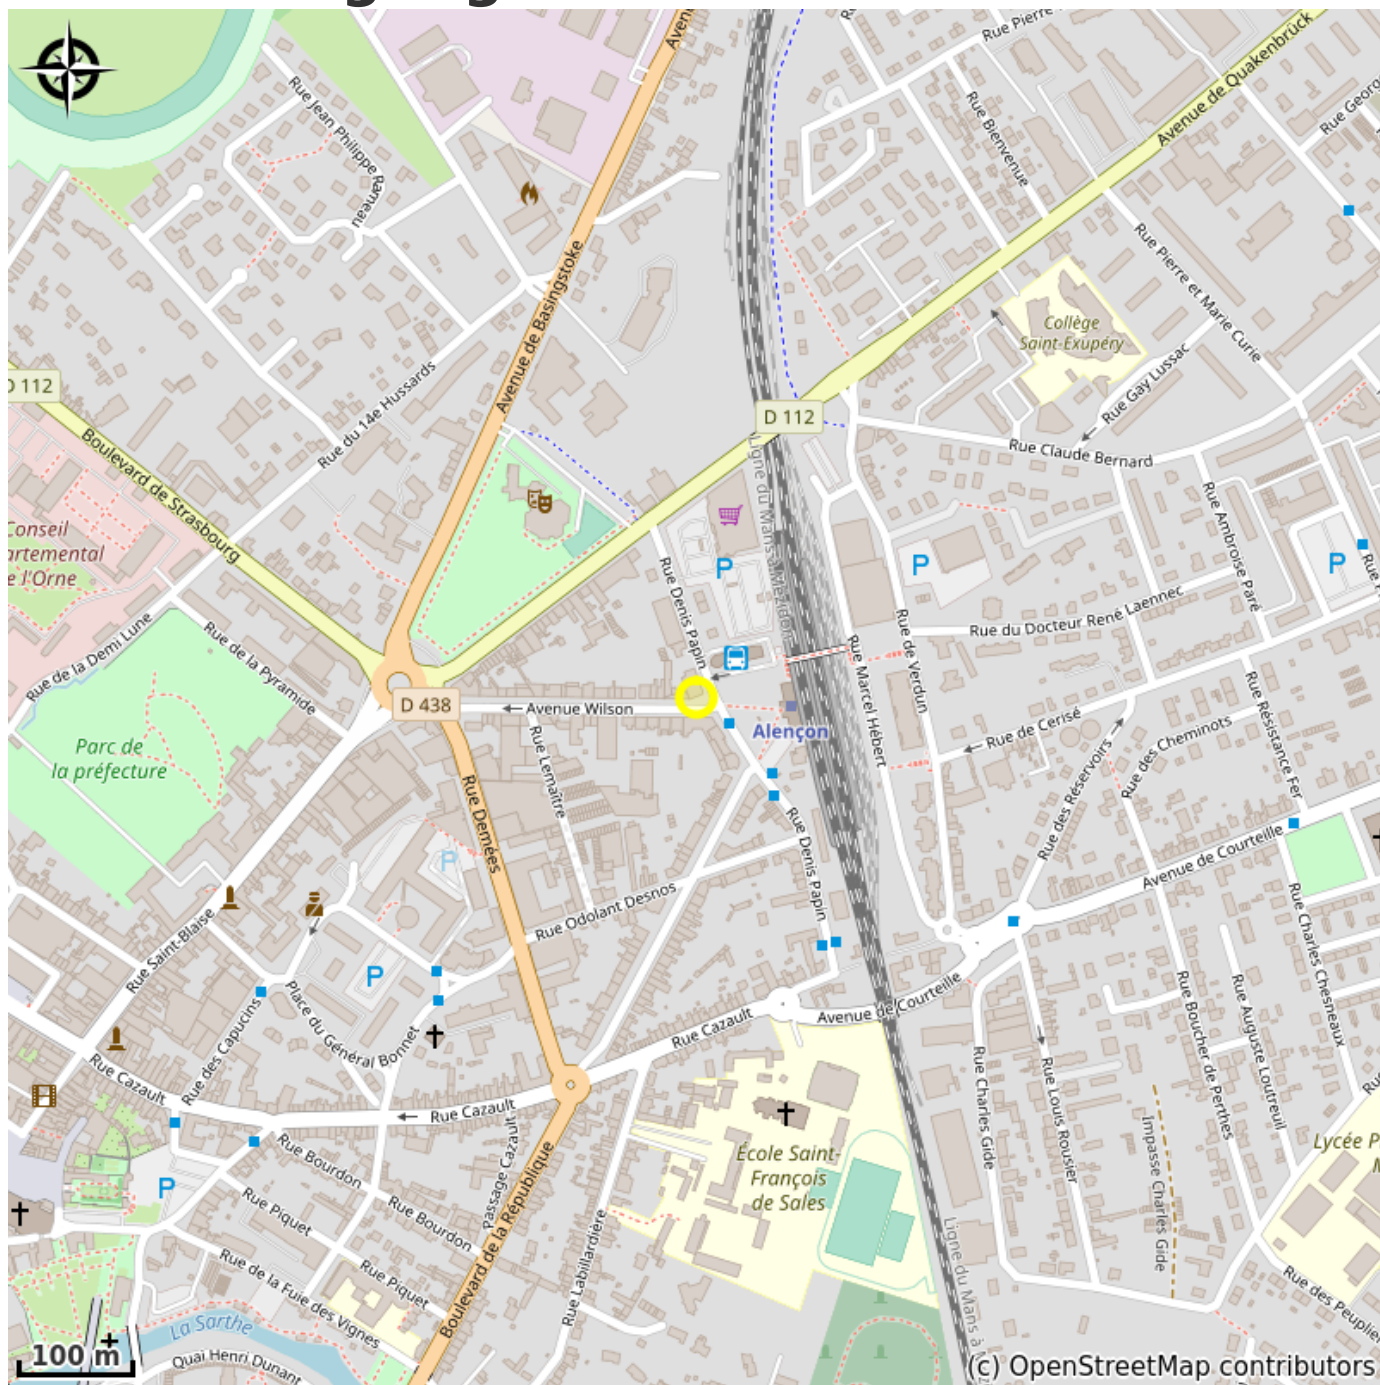 Rue Pierre
Avenue de Quakenbrück
Rue Jean Philippe Rameau
Rue Bienvenue
Rue Pierre et Marie Curie
Avenue de Basingstoke
Collège
Saint-Exupéry
Rue Gay Lussac
D 112
D 112
Rue du 14e Hussards
Rue Claude Bernard
Boulevard de Strasbourg
Ligne du Mans à Mézidon
Rue Ambroise Paré
Conseil
e l'Orne
P
P
P
Rue Denis Papin
Rue du Docteur René Laennec
Rue de la Demi Lune
Rue de la Pyramide
Rue Marcel Hébert
Rue de Verdun
Rue Résistance Fer
D 438
Avenue Wilson
Alençon
Rue de Cerisé
Rue des Cheminots
Parc de
la préfecture
Rue Lemaître
Rue Demées
Rue des Réservoirs
Rue Denis Papin
Avenue de Courteille
P
Rue Odolant Desnos
Rue Saint-Blaise
P
Rue Charles Chesneaux
Place du Général Bonnet
Rue des Capucins
Avenue de Courteille
Rue Cazault
Rue Boucher de Perthes
Rue Auguste Loutreuil
Rue Cazault
Rue Cazault
Rue Charles Gide
Rue Louis Rousier
Impasse Charles Gide
Passage Cazault
École Saint-
François
de Sales
Lycée P
P
Rue Bourdon
Rue Bourdon
Rue Piquet
Rue Piquet
Boulevard de la République
Rue Labillardière
Rue de la Fuie des Vignes
Ligne du Mans à
Rue des Peuplie
La Sarthe
Quai Henri Dunant
100 m
(c) OpenStreetMap contributors